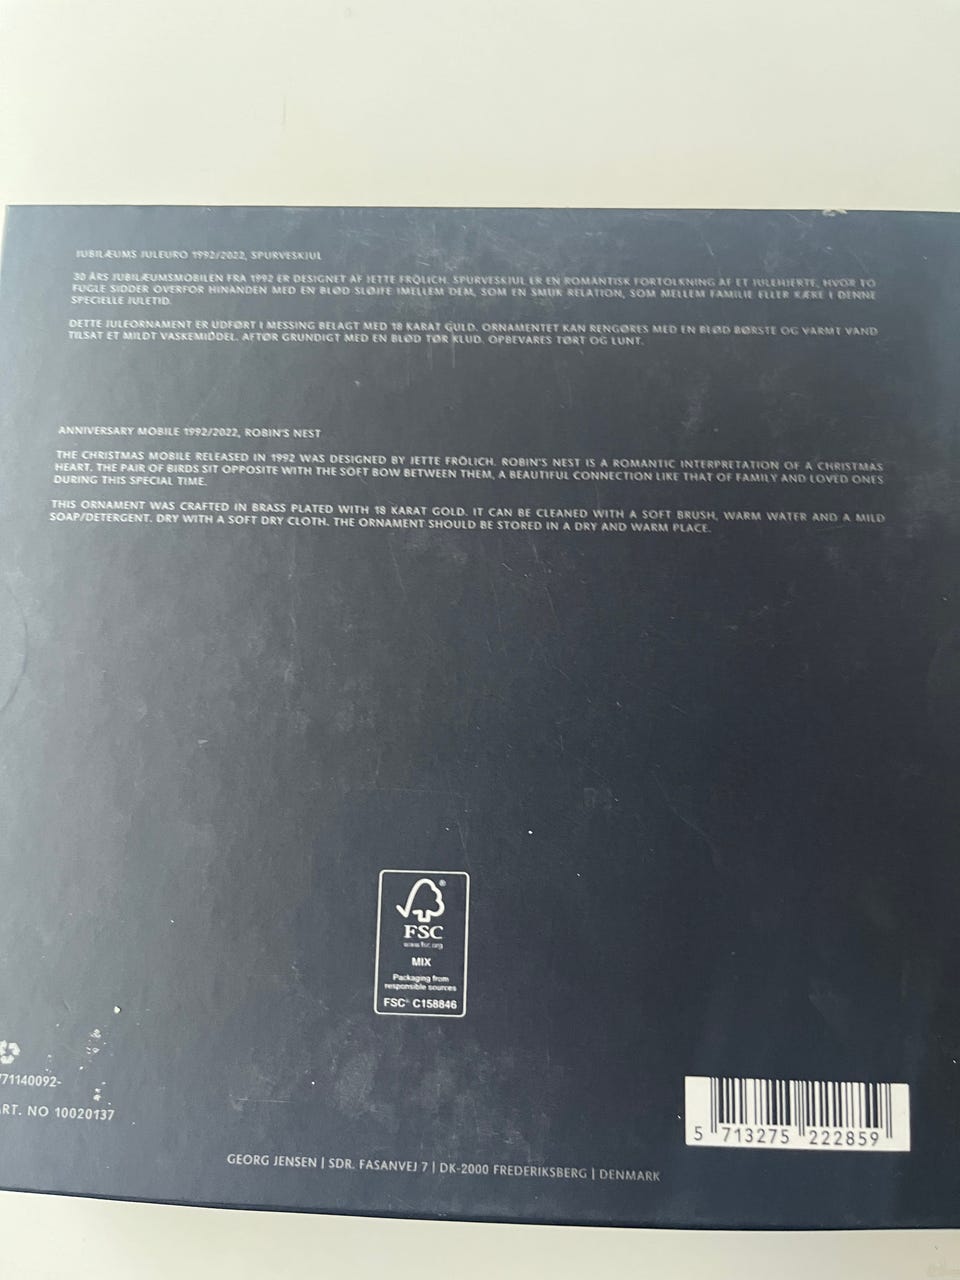 JUBILÆUMS JULEURO 1992/2022, SPURVESKJUL
30 ÅRS JUBILÆUMSMOBILEN FRA 1992 ER DESIGNET AF JETTE FRÖLICH. SPURVESKJUL ER EN ROMANTISK FORTOLKNING AF ET JULEHJERTE, HVOR TO
FUGLE SIDDER OVERFOR HINANDEN MED EN BLØD SLØJFE IMELLEM DEM, SOM EN SMUK RELATION, SOM MELLEM FAMILIE ELLER KÆRE I DENNE
SPECIELLE JULETID.
DETTE JULEORNAMENT ER UDFØRT I MESSING BELAGT MED 18 KARAT GULD. ORNAMENTET KAN RENGØRES MED EN BLØD BØRSTE OG VARMT VAND
TILSAT ET MILDT VASKEMIDDEL. AFTØR GRUNDIGT MED EN BLØD TØR KLUD. OPBEVARES TØRT OG LUNT.
ANNIVERSARY MOBILE 1992/2022, ROBIN'S NEST
THE CHRISTMAS MOBILE RELEASED IN 1992 WAS DESIGNED BY JETTE FRÖLICH. ROBIN'S NEST IS A ROMANTIC INTERPRETATION OF A CHRISTMAS
HEART. THE PAIR OF BIRDS SIT OPPOSITE WITH THE SOFT BOW BETWEEN THEM, A BEAUTIFUL CONNECTION LIKE THAT OF FAMILY AND LOVED ONES
DURING THIS SPECIAL TIME.
THIS ORNAMENT WAS CRAFTED IN BRASS PLATED WITH 18 KARAT GOLD. IT CAN BE CLEANED WITH A SOFT BRUSH, WARM WATER AND A MILD
SOAP/DETERGENT. DRY WITH A SOFT DRY CLOTH. THE ORNAMENT SHOULD BE STORED IN A DRY AND WARM PLACE.
®
FSC
www.fsc.org
MIX
Packaging from
responsible sources
FSC® C158846
71140092-
RT. NO 10020137
5 713275 222859
GEORG JENSEN | SDR. FASANVEJ 7 | DK-2000 FREDERIKSBERG | DENMARK